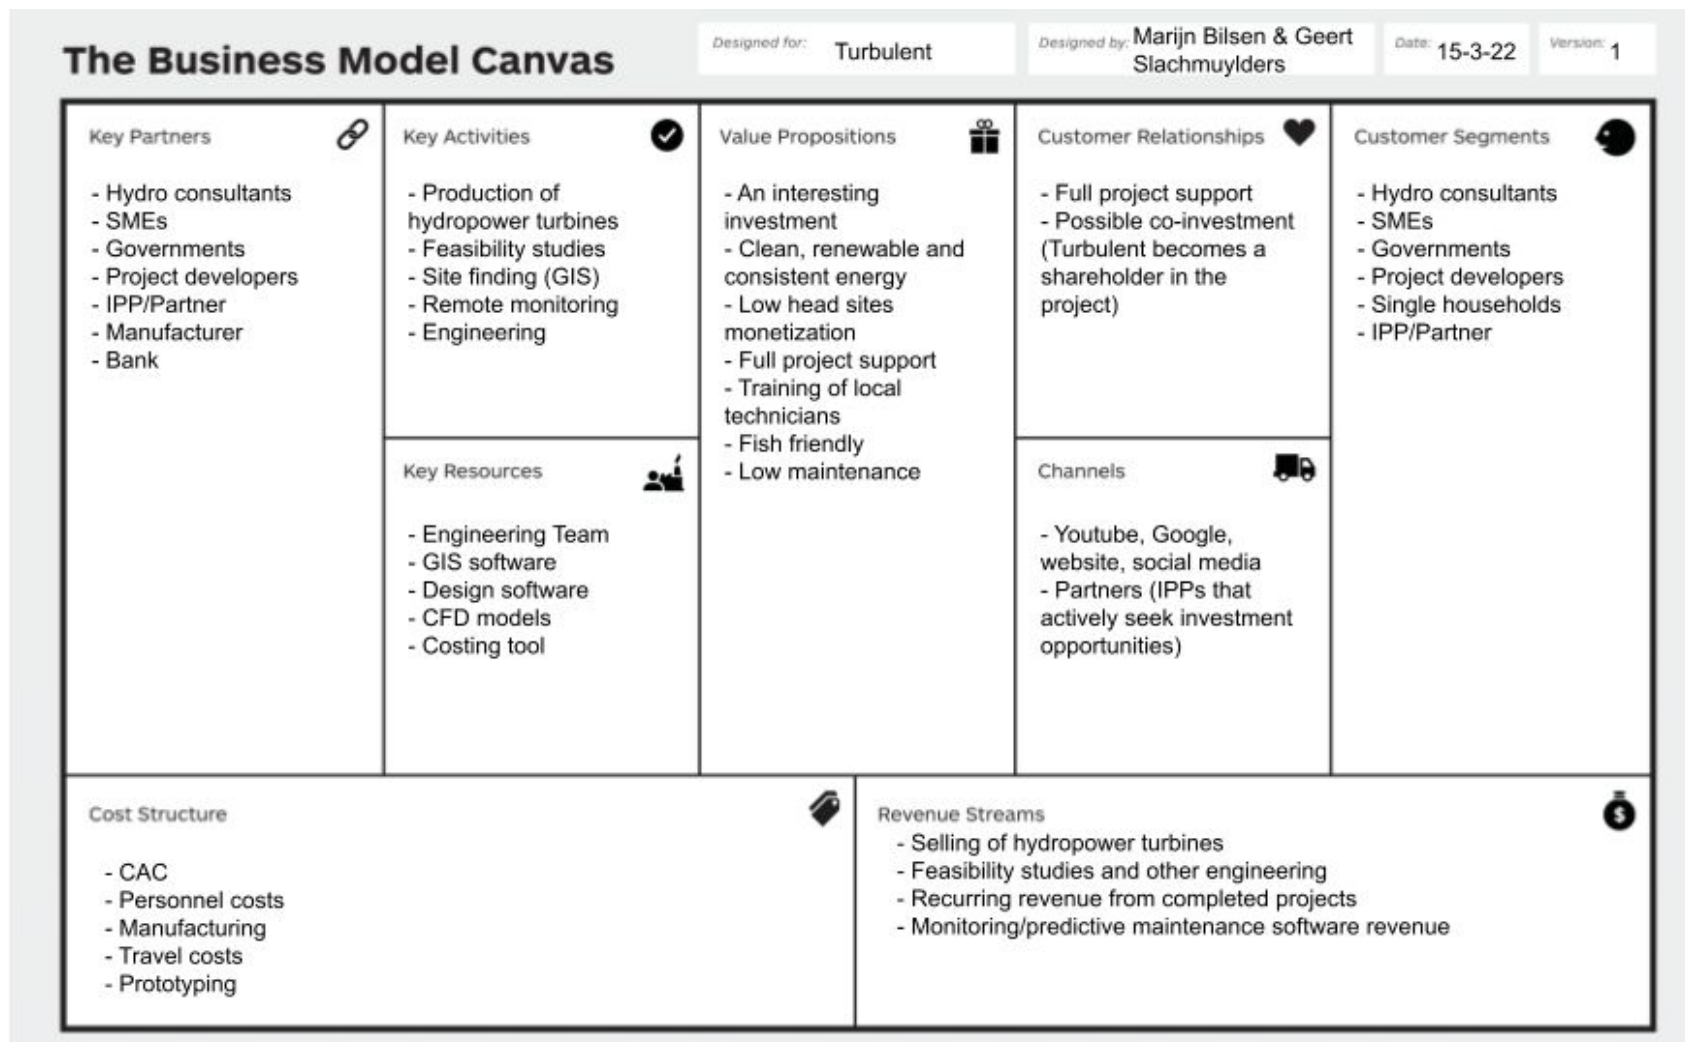 The Business Model Canvas
Designed for: Turbulent
Designed by: Marijn Bilsen & Geert
Slachmuylders
Date: 15-3-22
Version: 1
Key Partners
- Hydro consultants
- SMEs
- Governments
- Project developers
- IPP/Partner
- Manufacturer
- Bank
Key Activities
- Production of
hydropower turbines
- Feasibility studies
- Site finding (GIS)
- Remote monitoring
- Engineering
Key Resources
- Engineering Team
- GIS software
- Design software
- CFD models
- Costing tool
Value Propositions
- An interesting
investment
- Clean, renewable and
consistent energy
- Low head sites
monetization
- Full project support
- Training of local
technicians
- Fish friendly
- Low maintenance
Customer Relationships
- Full project support
- Possible co-investment
(Turbulent becomes a
shareholder in the
project)
Channels
- Youtube, Google,
website, social media
- Partners (IPPs that
actively seek investment
opportunities)
Customer Segments
- Hydro consultants
- SMEs
- Governments
- Project developers
- Single households
- IPP/Partner
Cost Structure
- CAC
- Personnel costs
- Manufacturing
- Travel costs
- Prototyping
Revenue Streams
- Selling of hydropower turbines
- Feasibility studies and other engineering
- Recurring revenue from completed projects
- Monitoring/predictive maintenance software revenue
$